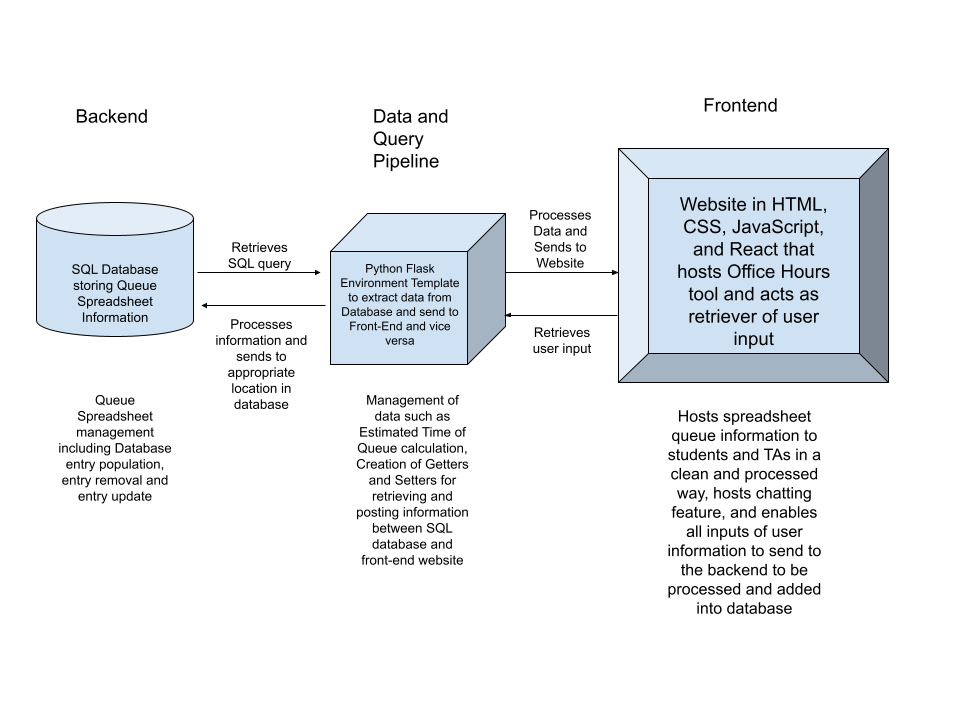 Backend
Data and
Query
Pipeline
Frontend
SQL Database
storing Queue
Spreadsheet
Information
Retrieves
SQL query
Processes
information and
sends to
appropriate
location in
database
Python Flask
Environment Template
to extract data from
Database and send to
Front-End and vice
versa
Processes
Data and
Sends to
Website
Retrieves
user input
Website in HTML,
CSS, JavaScript,
and React that
hosts Office Hours
tool and acts as
retriever of user
input
Queue
Spreadsheet
management
including Database
entry population,
entry removal and
entry update
Management of
data such as
Estimated Time of
Queue calculation,
Creation of Getters
and Setters for
retrieving and
posting information
between SQL
database and
front-end website
Hosts spreadsheet
queue information to
students and TAs in a
clean and processed
way, hosts chatting
feature, and enables
all inputs of user
information to send to
the backend to be
processed and added
into database